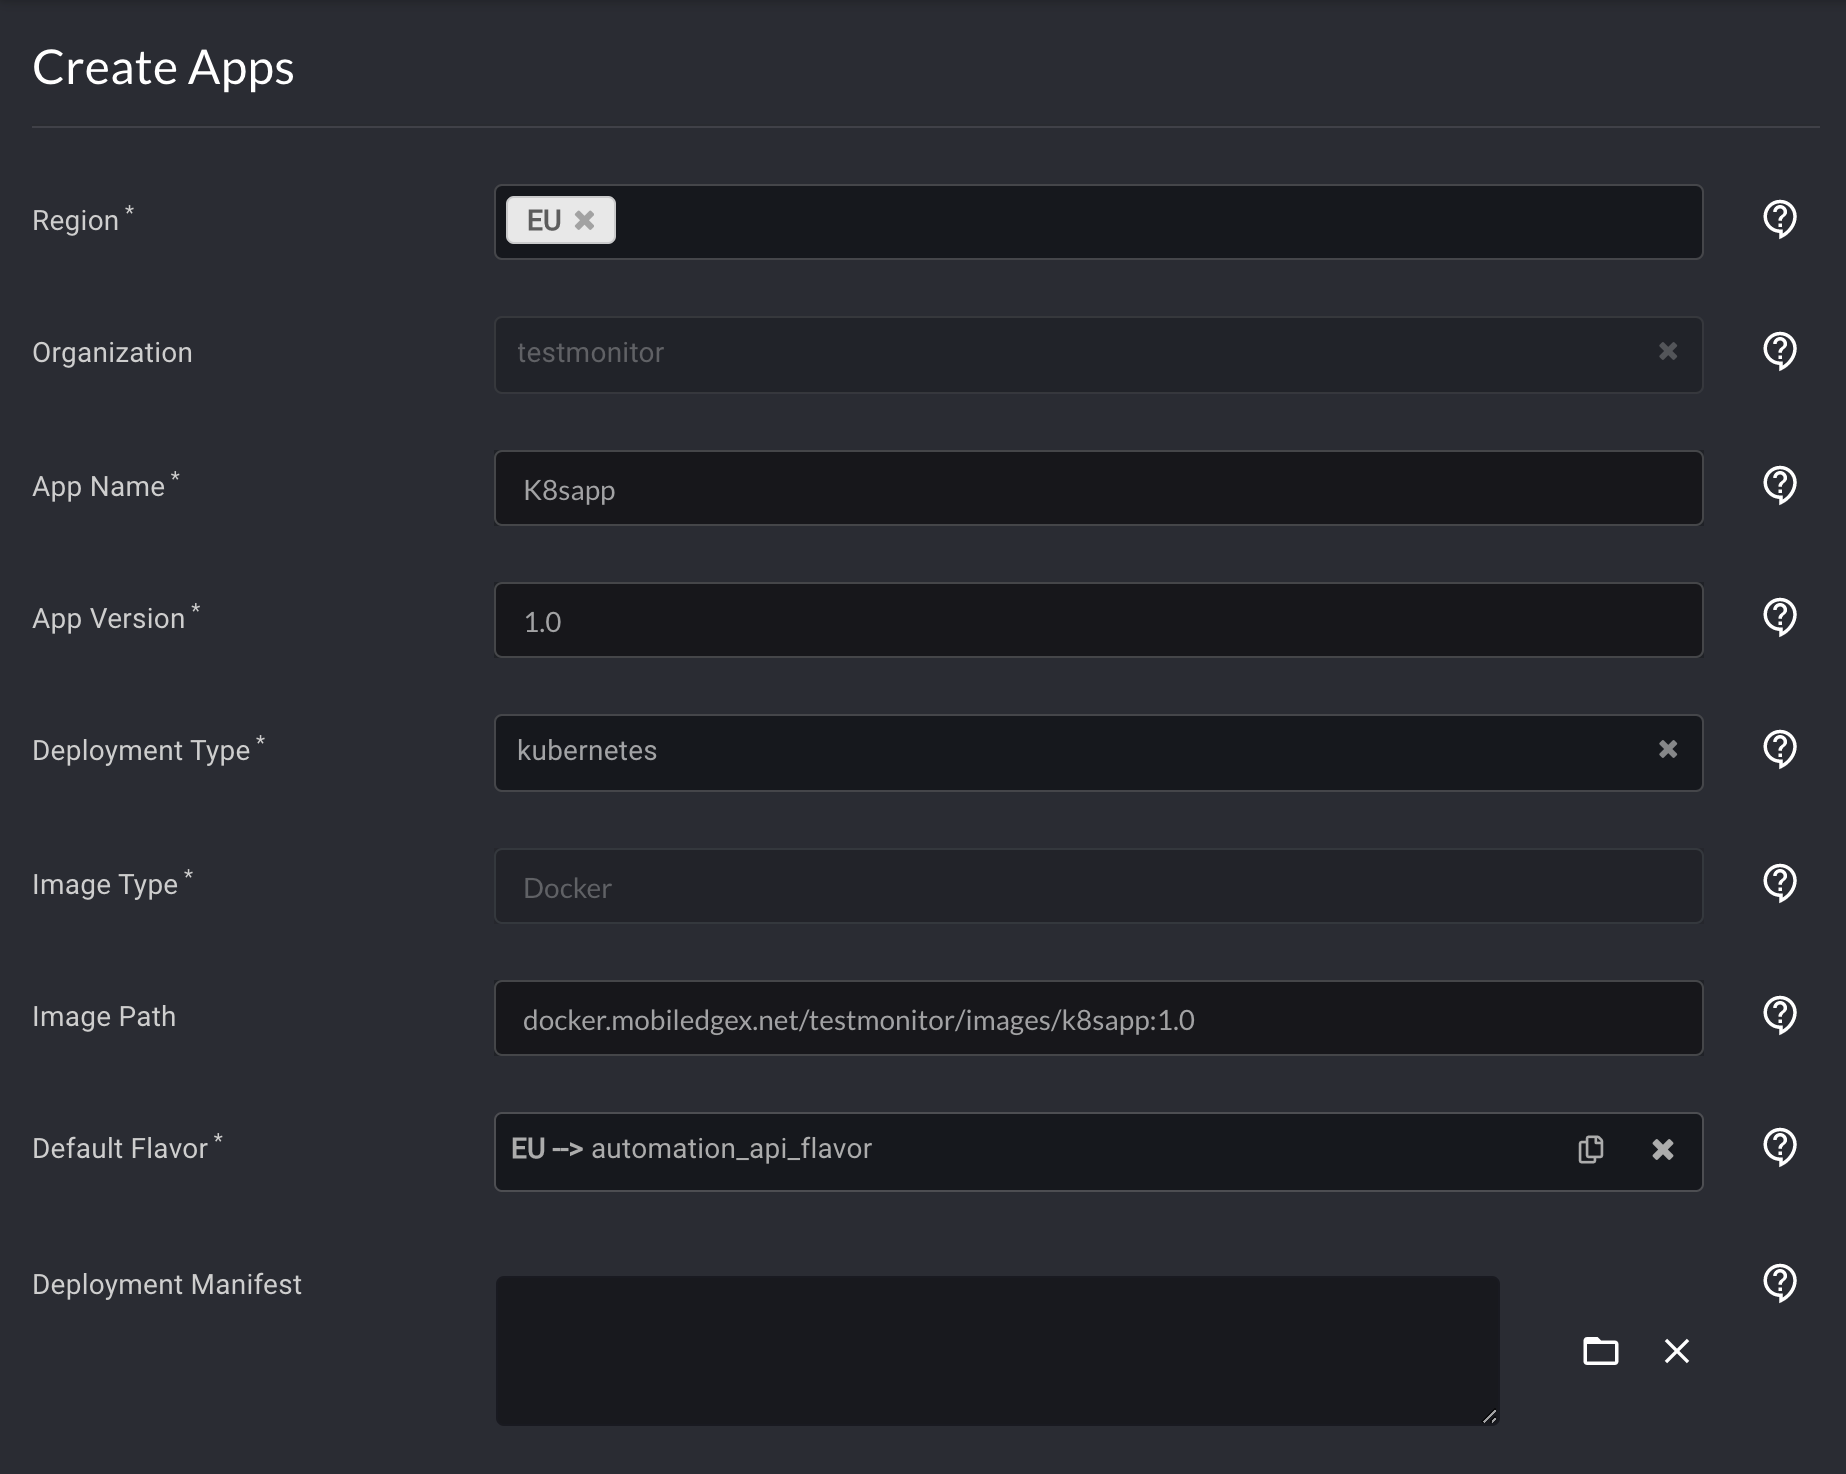 Create Apps
Region * EU
Organization testmonitor
App Name * K8sapp
App Version * 1.0
Deployment Type * kubernetes
Image Type * Docker
Image Path docker.mobiledgex.net/testmonitor/images/k8sapp:1.0
Default Flavor * EU --> automation_api_flavor
Deployment Manifest